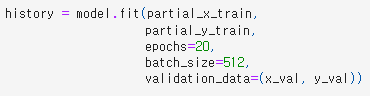 history = model.fit(partial_x_train,
                    partial_y_train,
                    epochs=20,
                    batch_size=512,
                    validation_data=(x_val, y_val))